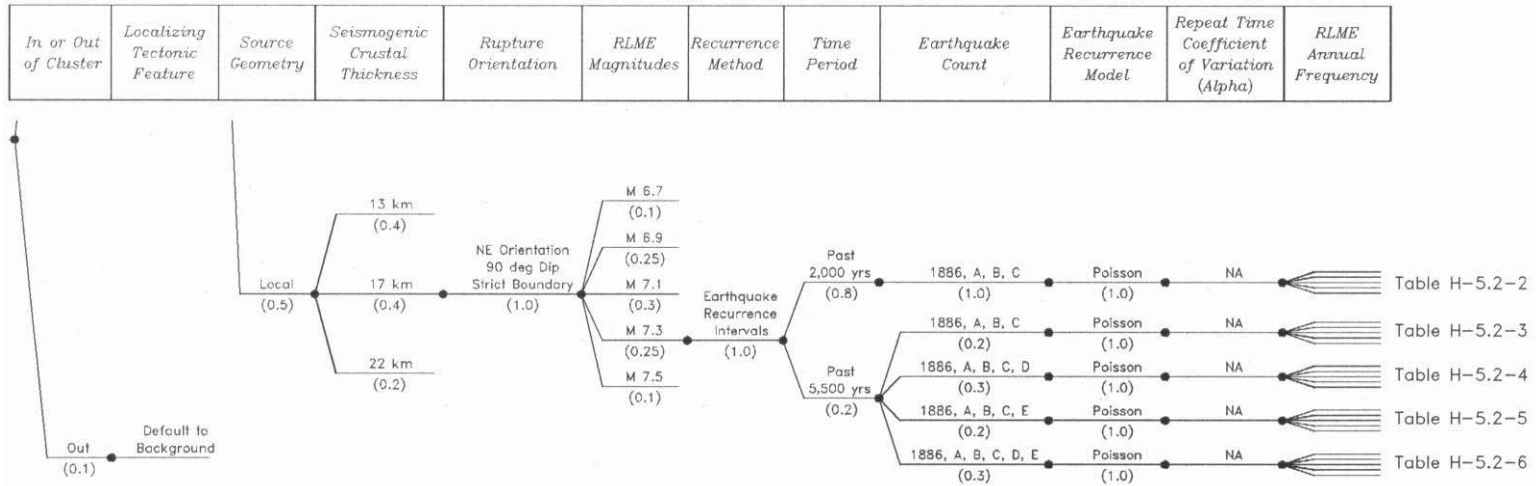 In or Out
of Cluster
Localizing
Tectonic
Feature
Source
Geometry
Seismogenic
Crustal
Thickness
Rupture
Orientation
RLME
Magnitudes
Recurrence
Method
Time
Period
Earthquake
Count
Earthquake
Recurrence
Model
Repeat Time
Coefficient
of Variation
(Alpha)
RLME
Annual
Frequency
Out
(0.1)
Default to
Background
Local
(0.5)
13 km
(0.4)
17 km
(0.4)
22 km
(0.2)
NE Orientation
90 deg Dip
Strict Boundary
(1.0)
M 6.7
(0.1)
M 6.9
(0.25)
M 7.1
(0.3)
M 7.3
(0.25)
M 7.5
(0.1)
Earthquake
Recurrence
Intervals
(1.0)
Past
2,000 yrs
(0.8)
Past
5,500 yrs
(0.2)
1886, A, B, C
(1.0)
Poisson
(1.0)
NA
Table H-5.2-2
1886, A, B, C
(0.2)
Poisson
(1.0)
NA
Table H-5.2-3
1886, A, B, C, D
(0.3)
Poisson
(1.0)
NA
Table H-5.2-4
1886, A, B, C, E
(0.2)
Poisson
(1.0)
NA
Table H-5.2-5
1886, A, B, C, D, E
(0.3)
Poisson
(1.0)
NA
Table H-5.2-6